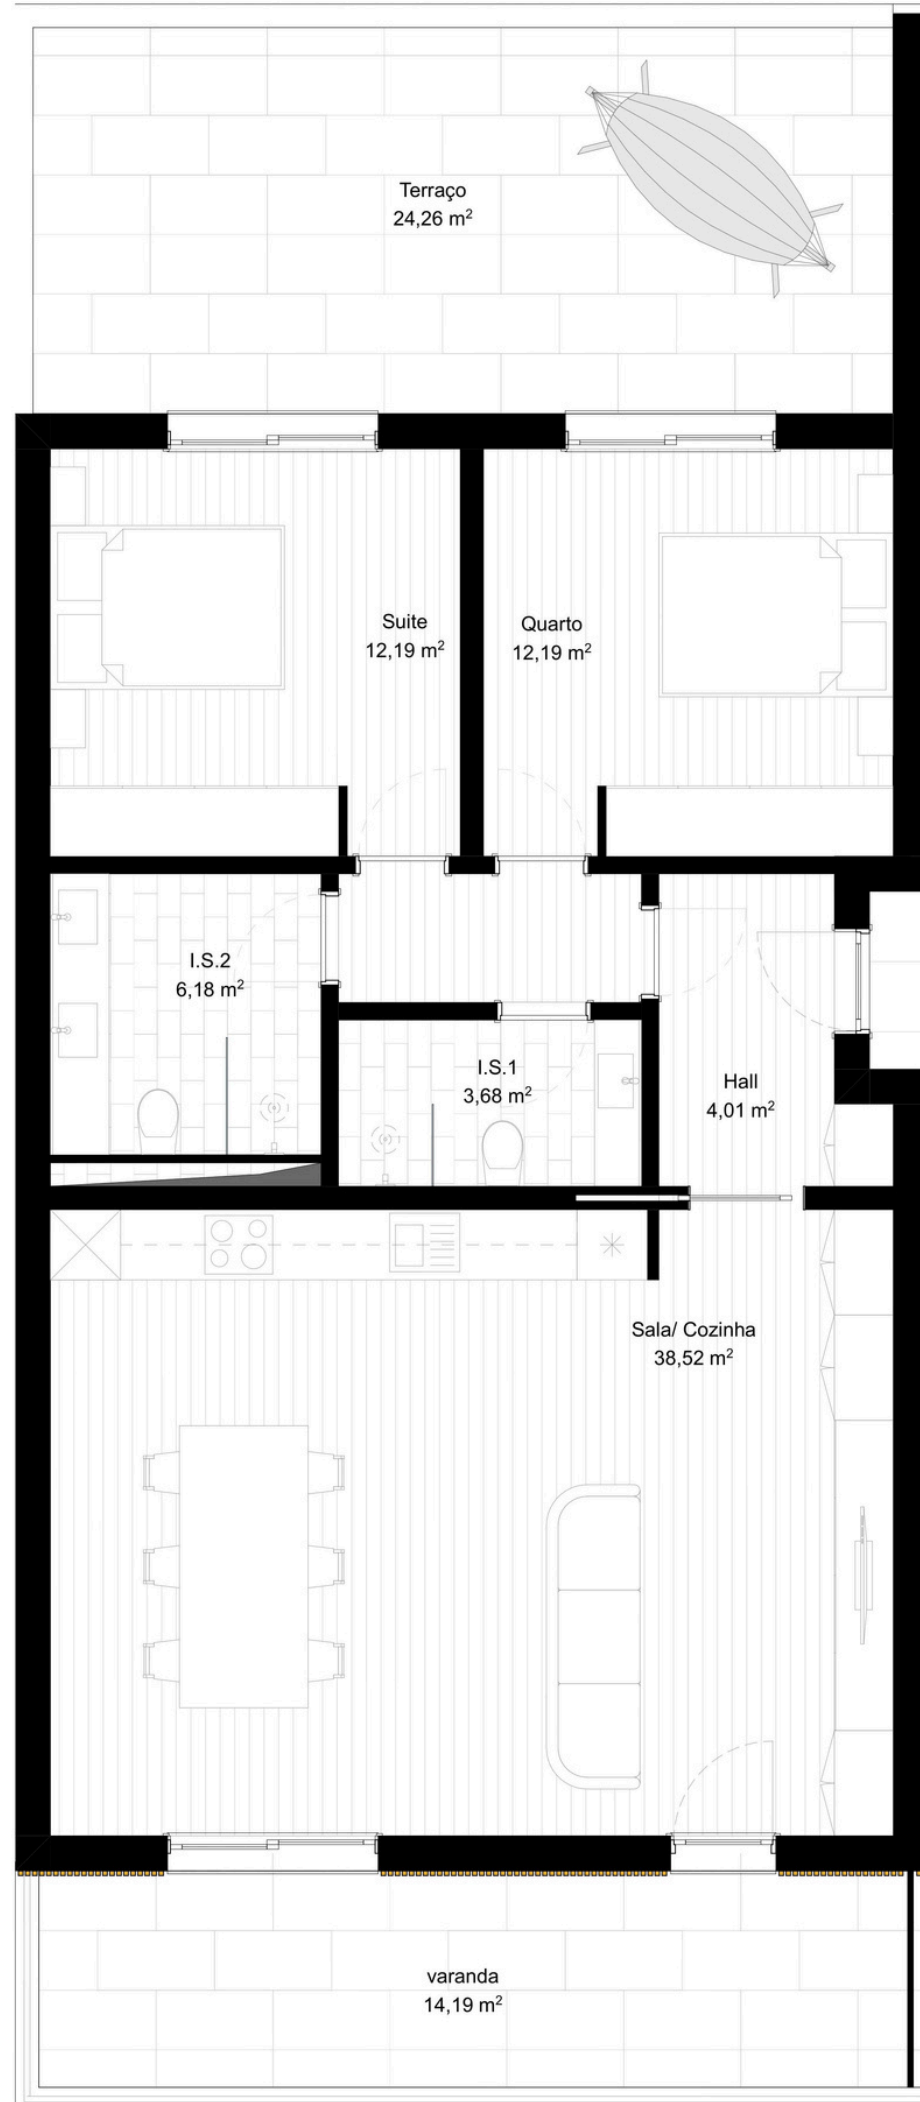 Terraço
24,26 m²
Suite
12,19 m²
Quarto
12,19 m²
I.S.2
6,18 m²
I.S.1
3,68 m²
Hall
4,01 m²
Sala/ Cozinha
38,52 m²
varanda
14,19 m²